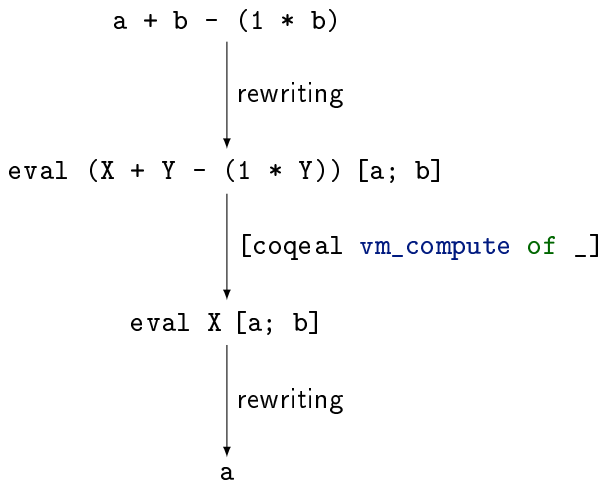 a + b - (1 * b)
rewriting
eval (X + Y - (1 * Y)) [a; b]
[coqeal vm_compute of _]
eval X [a; b]
rewriting
a